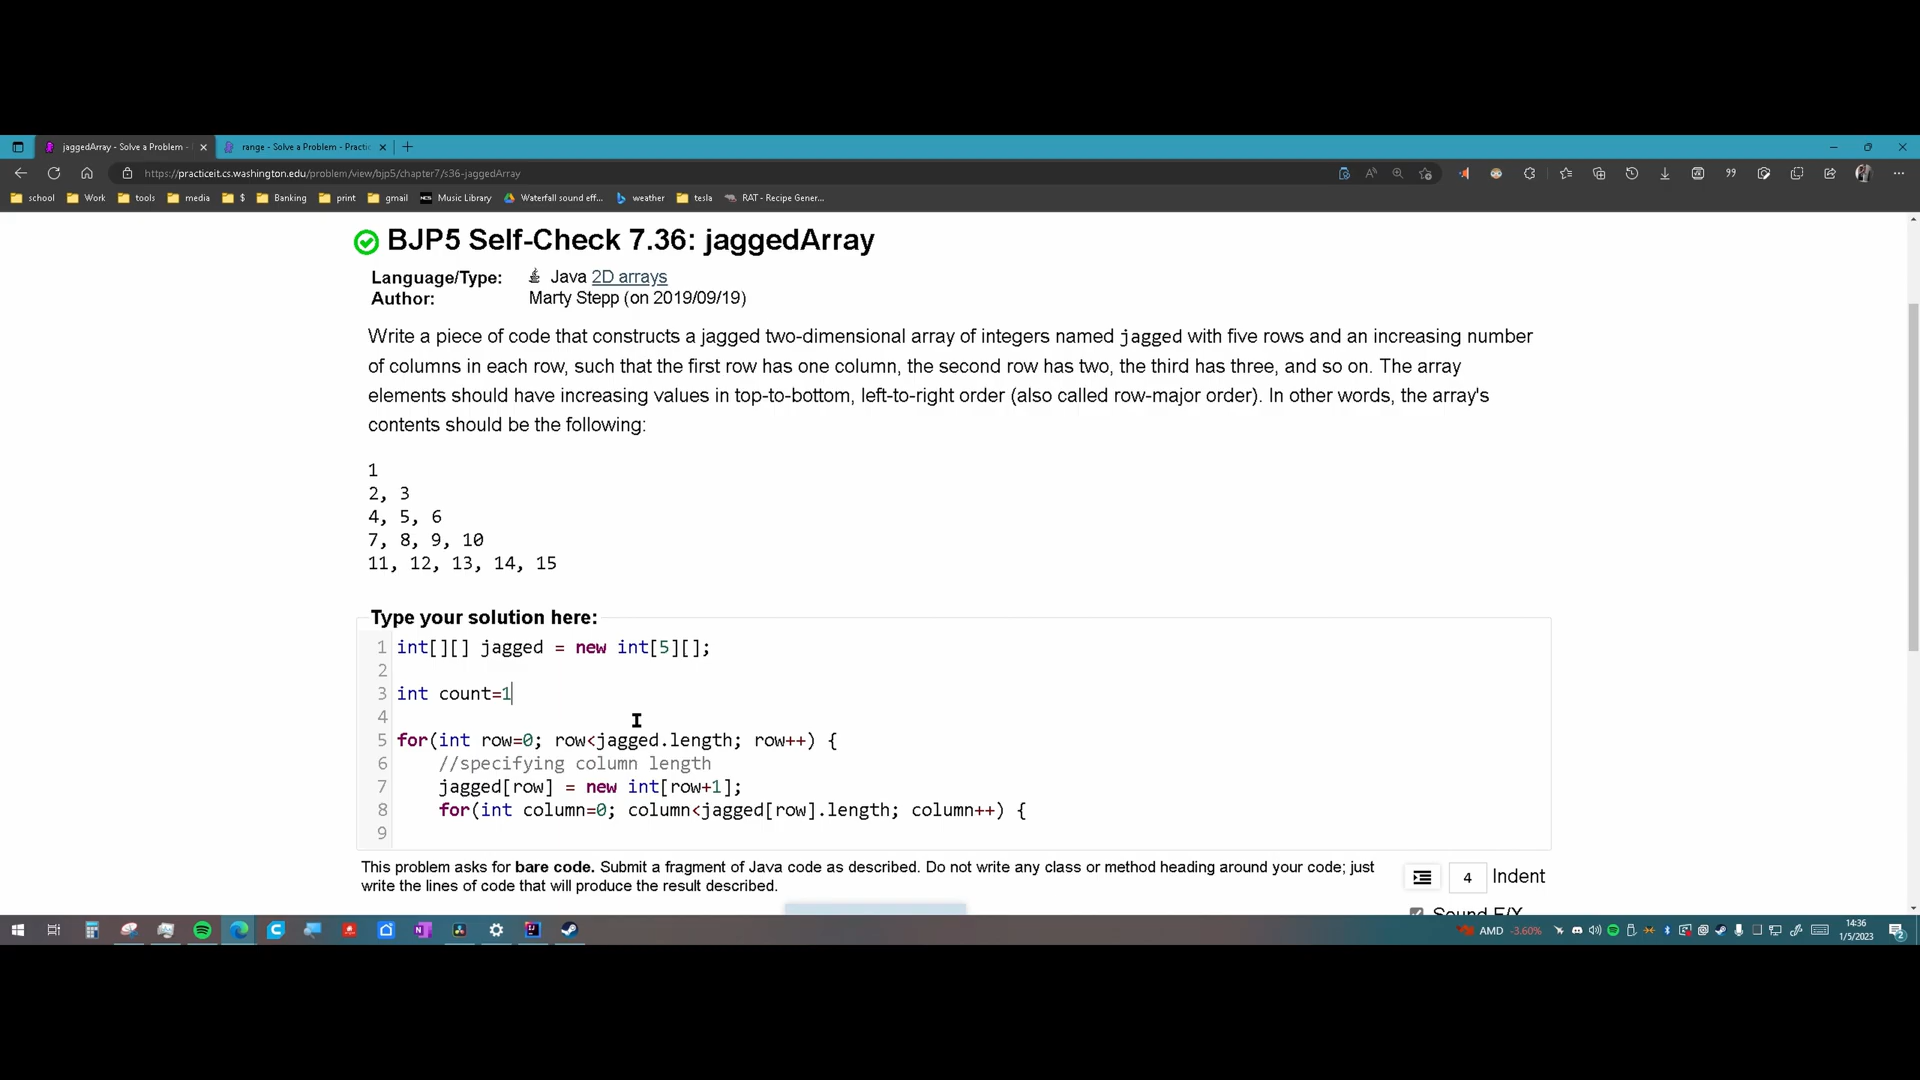 jaggedArray - Solve a Problem -
range - Solve a Problem - Practi
https://practiceit.cs.washington.edu/problem/view/bjp5/chapter7/s36-jaggedArray
school Work tools media $ Banking print gmail Music Library Waterfall sound eff... weather tesla RAT - Recipe Gener...
BJP5 Self-Check 7.36: jaggedArray
Language/Type: Java 2D arrays
Author: Marty Stepp (on 2019/09/19)
Write a piece of code that constructs a jagged two-dimensional array of integers named jagged with five rows and an increasing number
of columns in each row, such that the first row has one column, the second row has two, the third has three, and so on. The array
elements should have increasing values in top-to-bottom, left-to-right order (also called row-major order). In other words, the array's
contents should be the following:
1
2, 3
4, 5, 6
7, 8, 9, 10
11, 12, 13, 14, 15
Type your solution here:
1 int[][] jagged = new int[5][];
2
3 int count=1
4
5 for(int row=0; row<jagged.length; row++) {
6 //specifying column length
7 jagged[row] = new int[row+1];
8 for(int column=0; column<jagged[row].length; column++) {
9
This problem asks for bare code. Submit a fragment of Java code as described. Do not write any class or method heading around your code; just
write the lines of code that will produce the result described.
4 Indent
Sound F/X
AMD -3.60%
14:36
1/5/2023